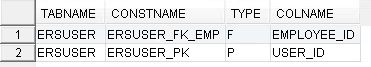 TABNAME CONSTNAME TYPE COLNAME
1 ERSUSER ERSUSER_FK_EMP F EMPLOYEE_ID
2 ERSUSER ERSUSER_PK P USER_ID